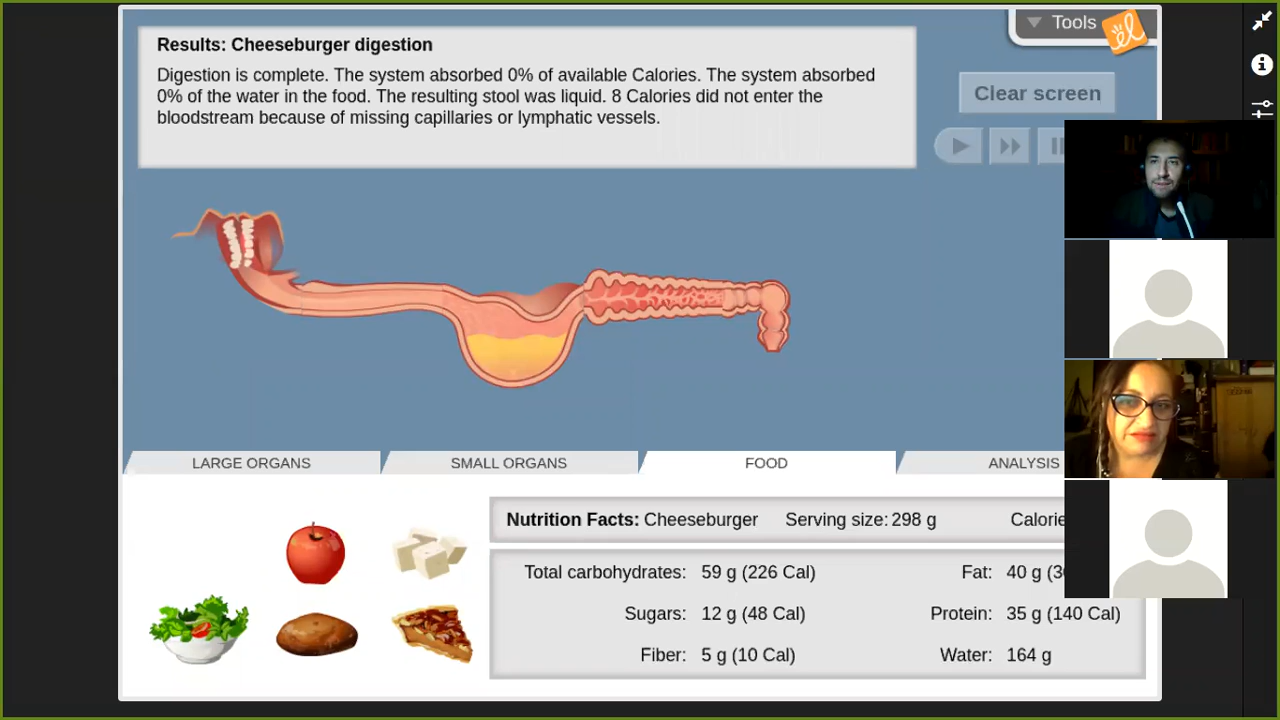 Results: Cheeseburger digestion
Digestion is complete. The system absorbed 0% of available Calories. The system absorbed
0% of the water in the food. The resulting stool was liquid. 8 Calories did not enter the
bloodstream because of missing capillaries or lymphatic vessels.
Tools
el
Clear screen
LARGE ORGANS
SMALL ORGANS
FOOD
ANALYSIS
Nutrition Facts: Cheeseburger Serving size: 298 g
Total carbohydrates: 59 g (226 Cal) Fat: 40 g
Sugars: 12 g (48 Cal) Protein: 35 g (140 Cal)
Fiber: 5 g (10 Cal) Water: 164 g